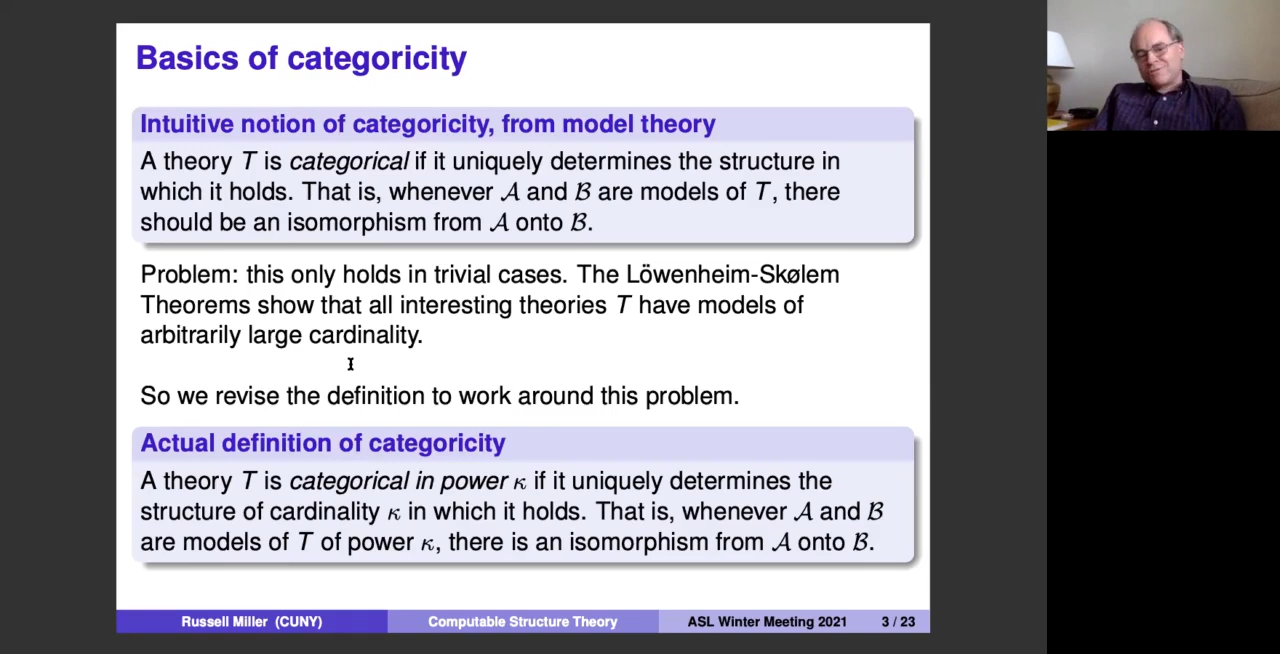 Basics of categoricity
Intuitive notion of categoricity, from model theory
A theory T is categorical if it uniquely determines the structure in
which it holds. That is, whenever 𝒜 and ℬ are models of T, there
should be an isomorphism from 𝒜 onto ℬ.
Problem: this only holds in trivial cases. The Löwenheim-Skølem
Theorems show that all interesting theories T have models of
arbitrarily large cardinality.
So we revise the definition to work around this problem.
Actual definition of categoricity
A theory T is categorical in power κ if it uniquely determines the
structure of cardinality κ in which it holds. That is, whenever 𝒜 and ℬ
are models of T of power κ, there is an isomorphism from 𝒜 onto ℬ.
Russell Miller (CUNY) Computable Structure Theory ASL Winter Meeting 2021 3 / 23